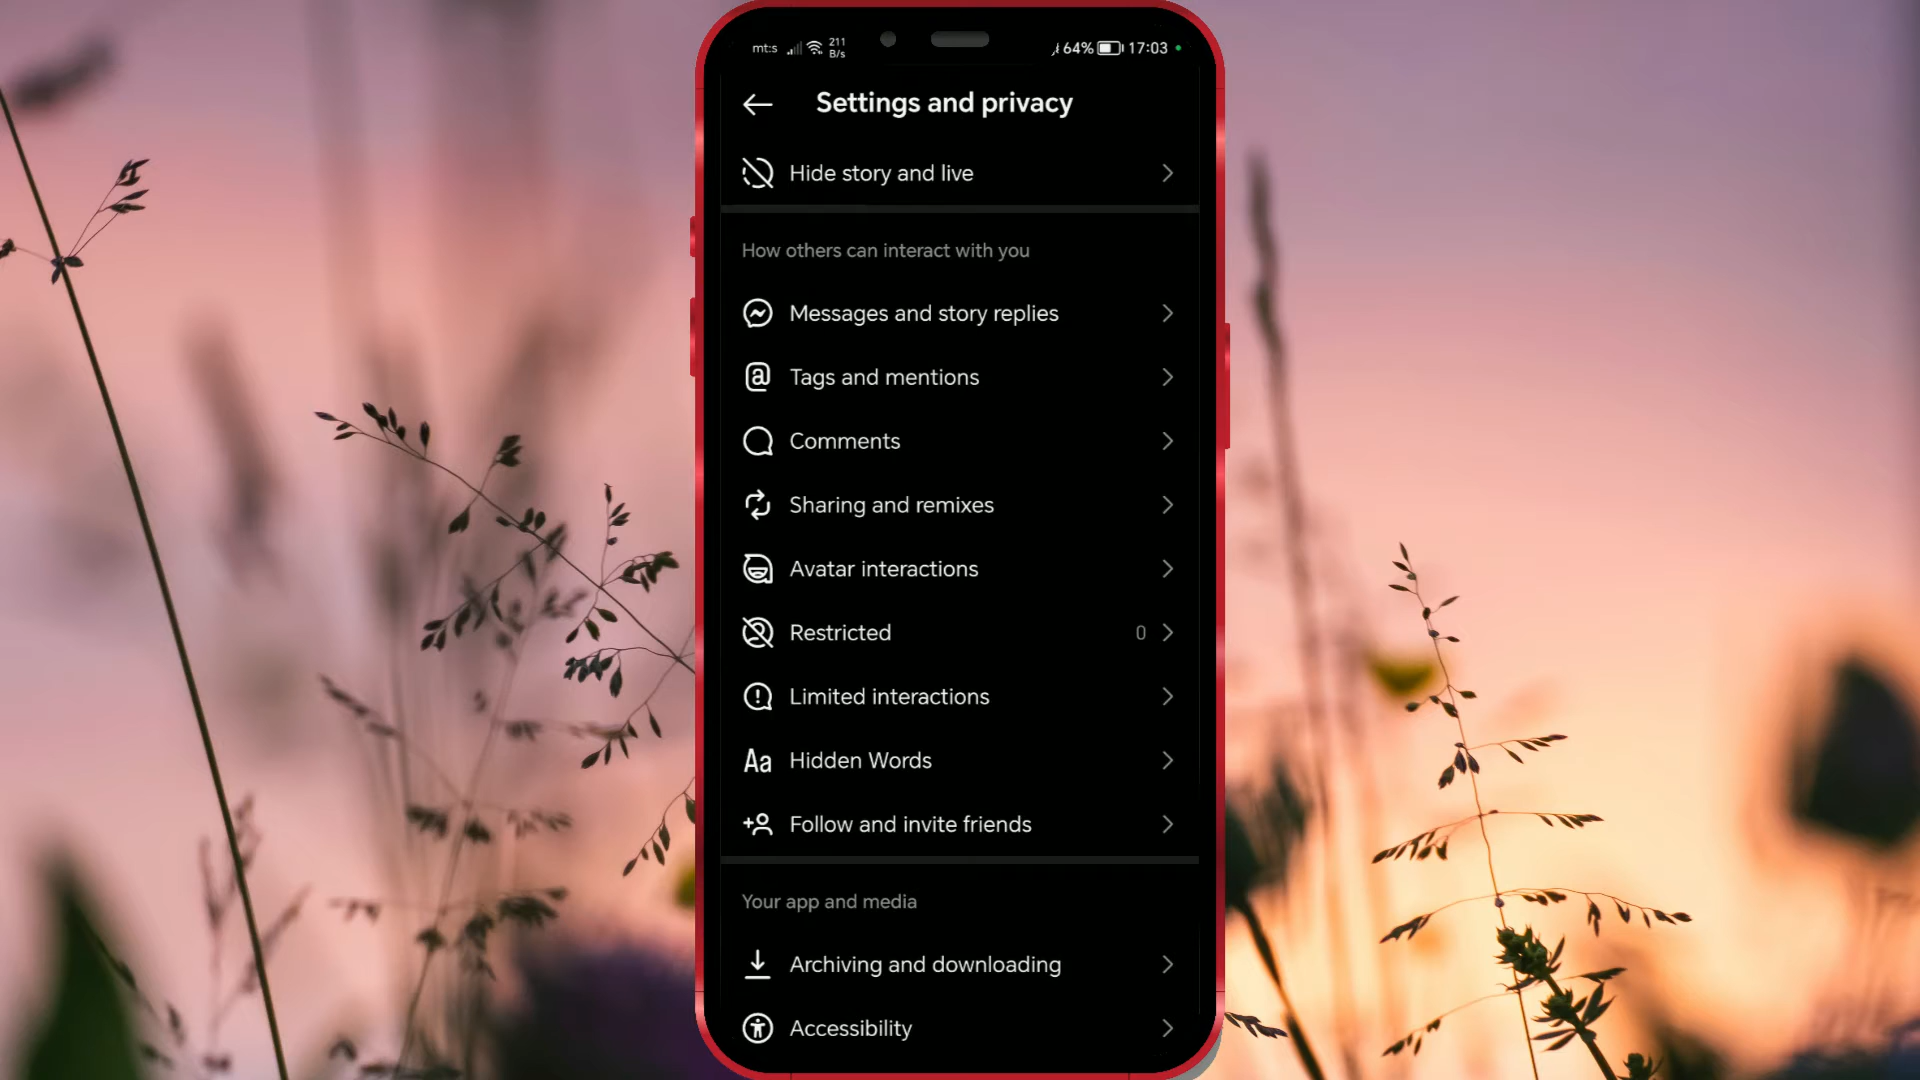 mt:s 211 B/s 64% 17:03
Settings and privacy
Hide story and live
How others can interact with you
Messages and story replies
Tags and mentions
Comments
Sharing and remixes
Avatar interactions
Restricted 0
Limited interactions
Aa Hidden Words
Follow and invite friends
Your app and media
Archiving and downloading
Accessibility